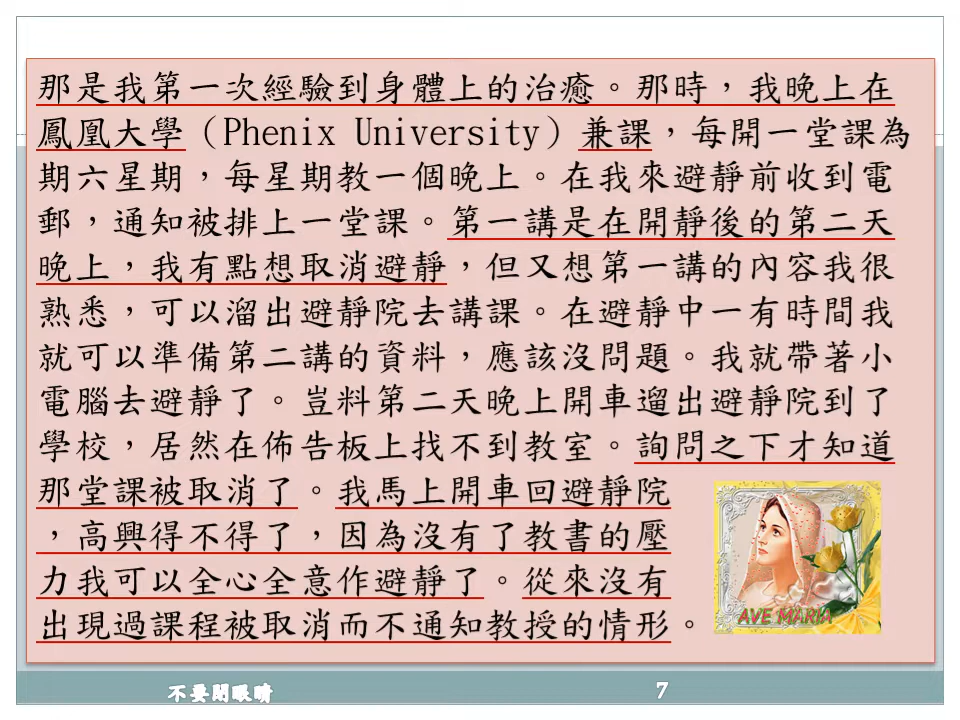 那是我第一次經驗到身體上的治癒。那時，我晚上在
鳳凰大學（Phenix University）兼課，每開一堂課為
期六星期，每星期教一個晚上。在我來避靜前收到電
郵，通知被排上一堂課。第一講是在開靜後的第二天
晚上，我有點想取消避靜，但又想第一講的內容我很
熟悉，可以溜出避靜院去講課。在避靜中一有時間我
就可以準備第二講的資料，應該沒問題。我就帶著小
電腦去避靜了。豈料第二天晚上開車遛出避靜院到了
學校，居然在佈告板上找不到教室。詢問之下才知道
那堂課被取消了。我馬上開車回避靜院
，高興得不得了，因為沒有了教書的壓
力我可以全心全意作避靜了。從來沒有
出現過課程被取消而不通知教授的情形。
AVE MARIA
不要閉眼睛
7